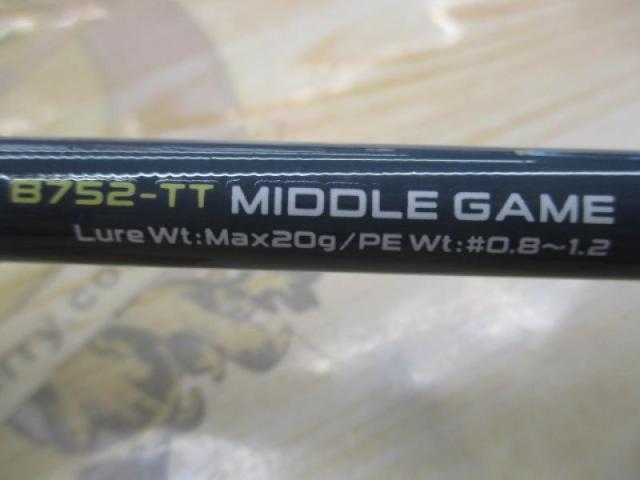 B752-TT MIDDLE GAME
Lure Wt:Max20g/PE Wt:#0.8~1.2